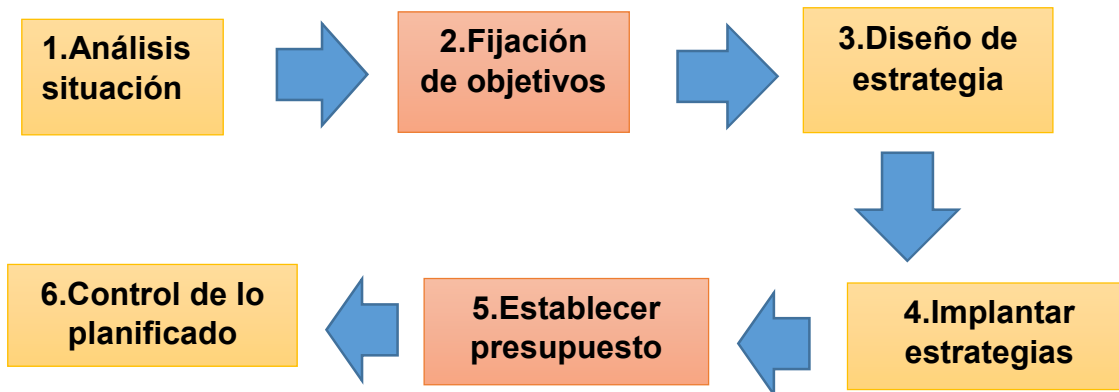 1.Análisis
situación
2.Fijación
de objetivos
3.Diseño de
estrategia
4.Implantar
estrategias
5.Establecer
presupuesto
6.Control de lo
planificado